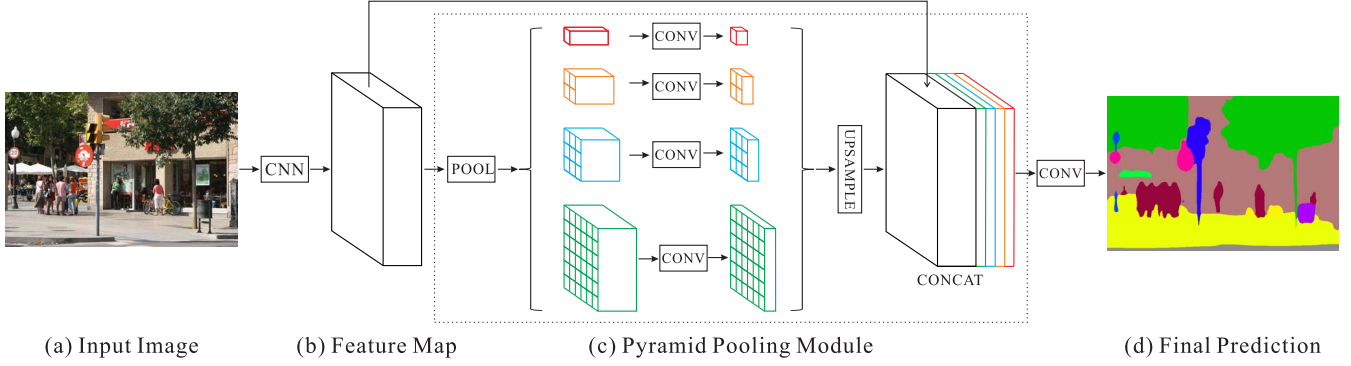 CNN
POOL
CONV
CONV
CONV
CONV
UPSAMPLE
CONCAT
CONV
(a) Input Image
(b) Feature Map
(c) Pyramid Pooling Module
(d) Final Prediction